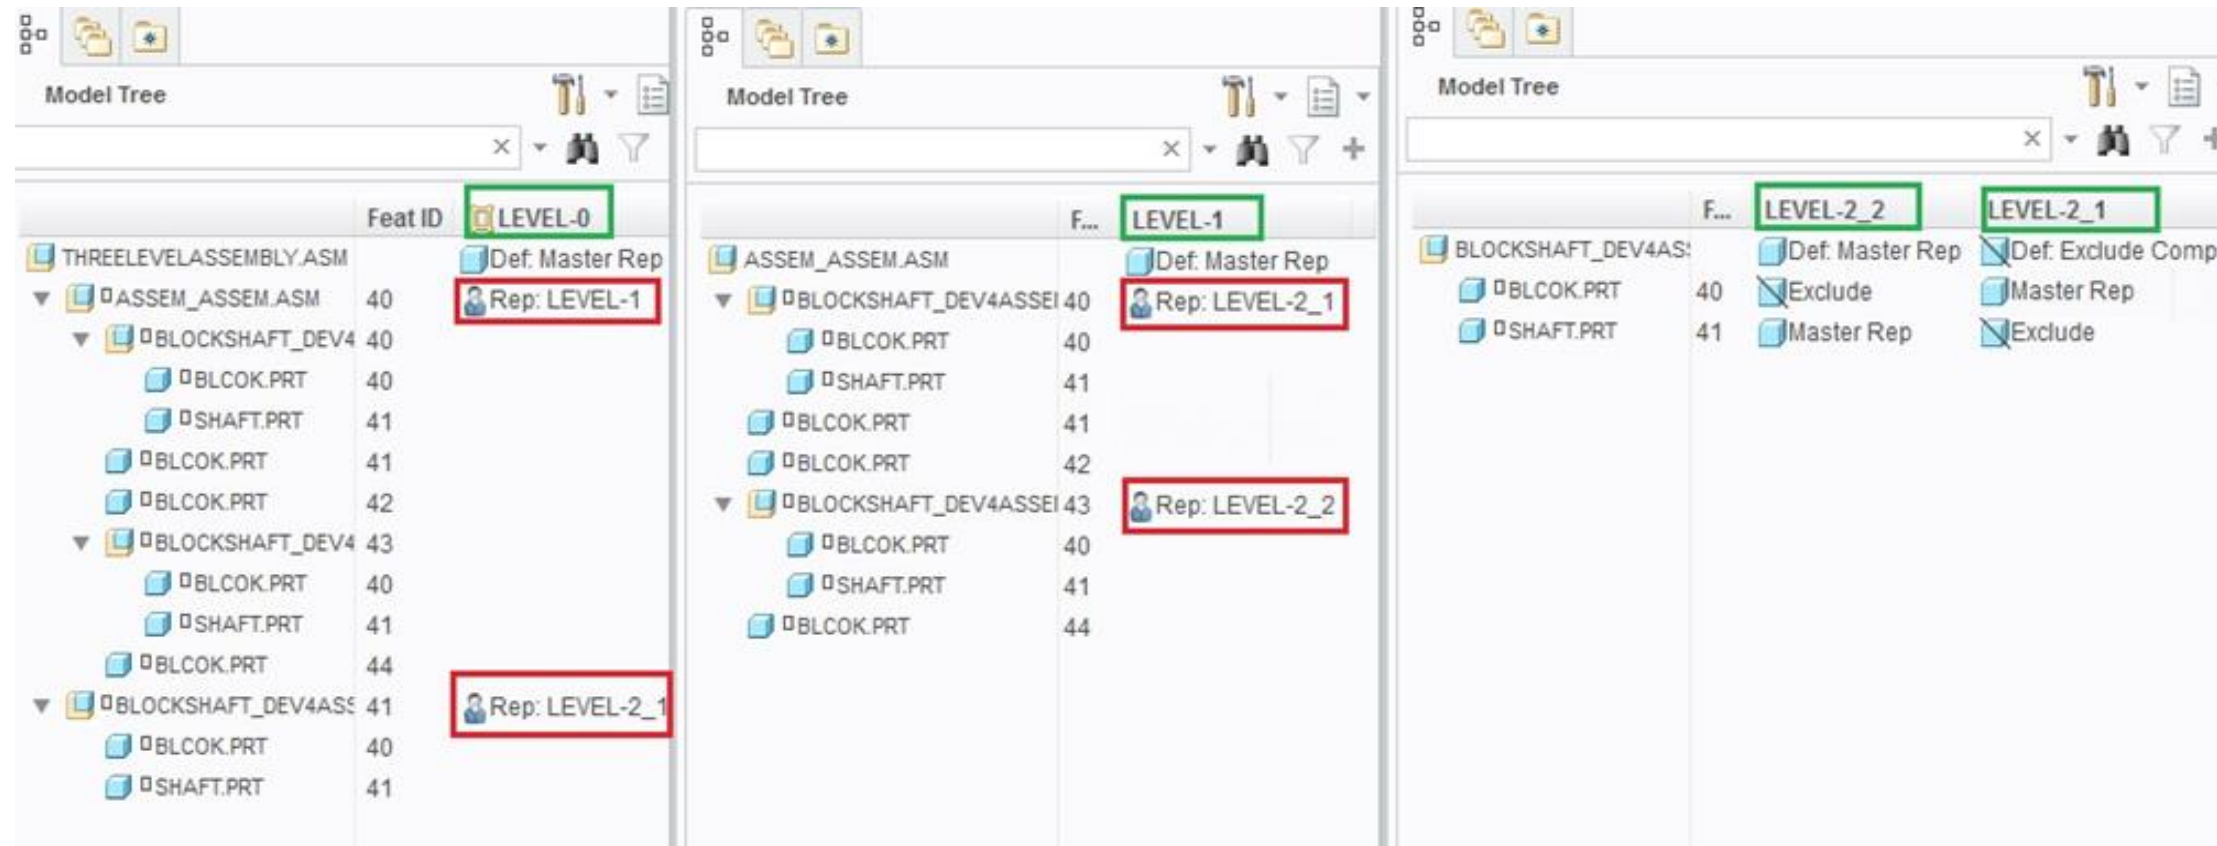 Model Tree
Feat ID LEVEL-0
THREELEVELASSEMBLY.ASM Def: Master Rep
ASSEM_ASSEM.ASM 40 Rep: LEVEL-1
BLOCKSHAFT_DEV4 40
BLCOK.PRT 40
SHAFT.PRT 41
BLCOK.PRT 41
BLCOK.PRT 42
BLOCKSHAFT_DEV4 43
BLCOK.PRT 40
SHAFT.PRT 41
BLCOK.PRT 44
BLOCKSHAFT_DEV4ASS 41 Rep: LEVEL-2_1
BLCOK.PRT 40
SHAFT.PRT 41
Model Tree
F... LEVEL-1
ASSEM_ASSEM.ASM Def: Master Rep
BLOCKSHAFT_DEV4ASSEI 40 Rep: LEVEL-2_1
BLCOK.PRT 40
SHAFT.PRT 41
BLCOK.PRT 41
BLCOK.PRT 42
BLOCKSHAFT_DEV4ASSEI 43 Rep: LEVEL-2_2
BLCOK.PRT 40
SHAFT.PRT 41
BLCOK.PRT 44
Model Tree
F... LEVEL-2_2 LEVEL-2_1
BLOCKSHAFT_DEV4AS Def: Master Rep Def: Exclude Comp
BLCOK.PRT 40 Exclude Master Rep
SHAFT.PRT 41 Master Rep Exclude